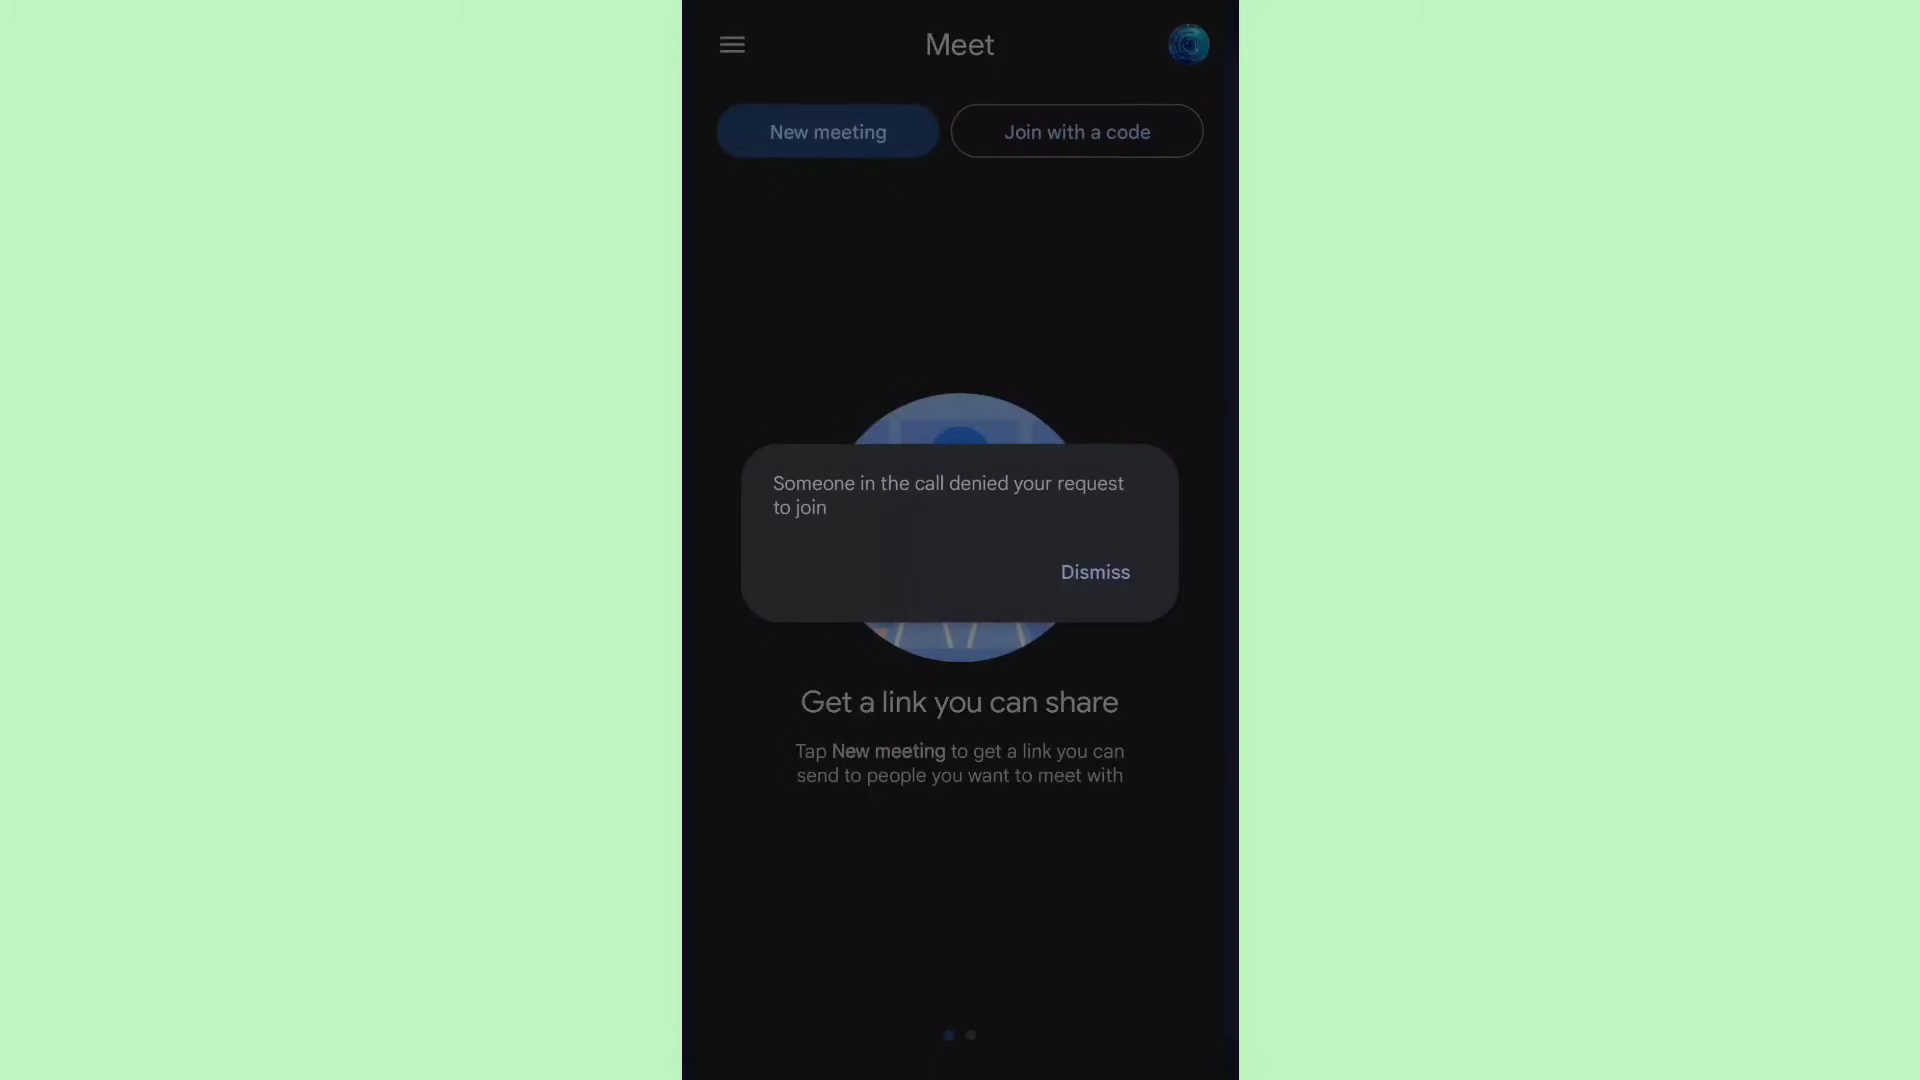 Meet
New meeting
Join with a code
Someone in the call denied your request
to join
Dismiss
Get a link you can share
Tap New meeting to get a link you can
send to people you want to meet with